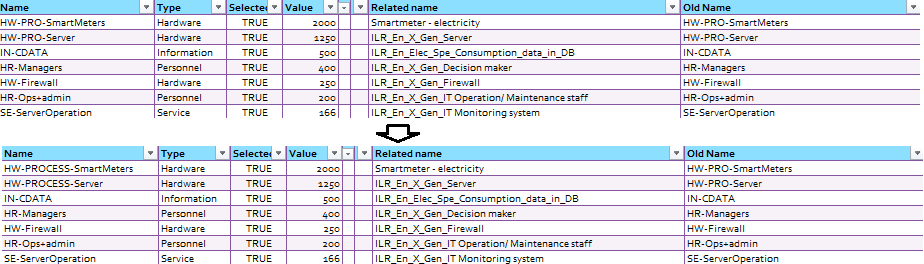 Name Type Selected Value Related name Old Name
HW-PRO-SmartMeters Hardware TRUE 2000 Smartmeter - electricity HW-PRO-SmartMeters
HW-PRO-Server Hardware TRUE 1250 ILR_En_X_Gen_Server HW-PRO-Server
IN-CDATA Information TRUE 500 ILR_En_Elec_Spe_Consumption_data_in_DB IN-CDATA
HR-Managers Personnel TRUE 400 ILR_En_X_Gen_Decision maker HR-Managers
HW-Firewall Hardware TRUE 250 ILR_En_X_Gen_Firewall HW-Firewall
HR-Ops+admin Personnel TRUE 200 ILR_En_X_Gen_IT Operation/ Maintenance staff HR-Ops+admin
SE-ServerOperation Service TRUE 166 ILR_En_X_Gen_IT Monitoring system SE-ServerOperation
Name Type Selected Value Related name Old Name
HW-PROCESS-SmartMeters Hardware TRUE 2000 Smartmeter - electricity HW-PRO-SmartMeters
HW-PROCESS-Server Hardware TRUE 1250 ILR_En_X_Gen_Server HW-PRO-Server
IN-CDATA Information TRUE 500 ILR_En_Elec_Spe_Consumption_data_in_DB IN-CDATA
HR-Managers Personnel TRUE 400 ILR_En_X_Gen_Decision maker HR-Managers
HW-Firewall Hardware TRUE 250 ILR_En_X_Gen_Firewall HW-Firewall
HR-Ops+admin Personnel TRUE 200 ILR_En_X_Gen_IT Operation/ Maintenance staff HR-Ops+admin
SE-ServerOperation Service TRUE 166 ILR_En_X_Gen_IT Monitoring system SE-ServerOperation